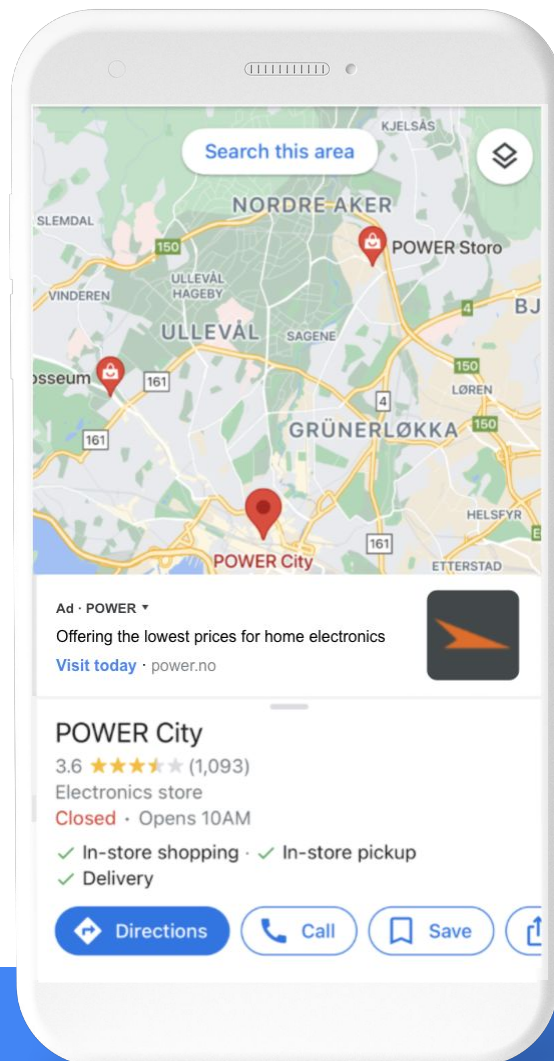 KJELSÅS
Search this area
NORDRE AKER
SLEMDAL
150
POWER Storo
ULLEVÅL
HAGEBY
VINDEREN
4
BJ
ULLEVÅL
SAGENE
150
osseum
161
LØREN
4
161
GRÜNERLØKKA
150
HELSFYR
161
E
POWER City
ETTERSTAD
Ad · POWER ▾
Offering the lowest prices for home electronics
Visit today · power.no
POWER City
3.6 ★★★★★ (1,093)
Electronics store
Closed · Opens 10AM
✓ In-store shopping · ✓ In-store pickup
✓ Delivery
Directions
Call
Save